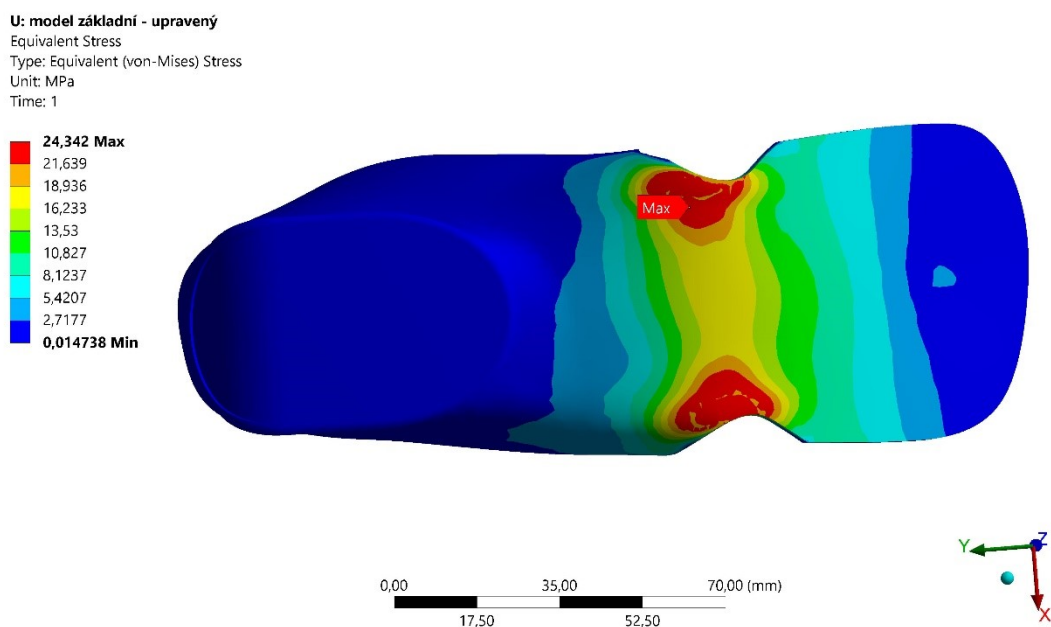 U: model základní - upravený
Equivalent Stress
Type: Equivalent (von-Mises) Stress
Unit: MPa
Time: 1
24,342 Max
21,639
18,936
16,233
13,53
10,827
8,1237
5,4207
2,7177
0,014738 Min
Max
0,00 35,00 70,00 (mm)
17,50 52,50
Y Z
X